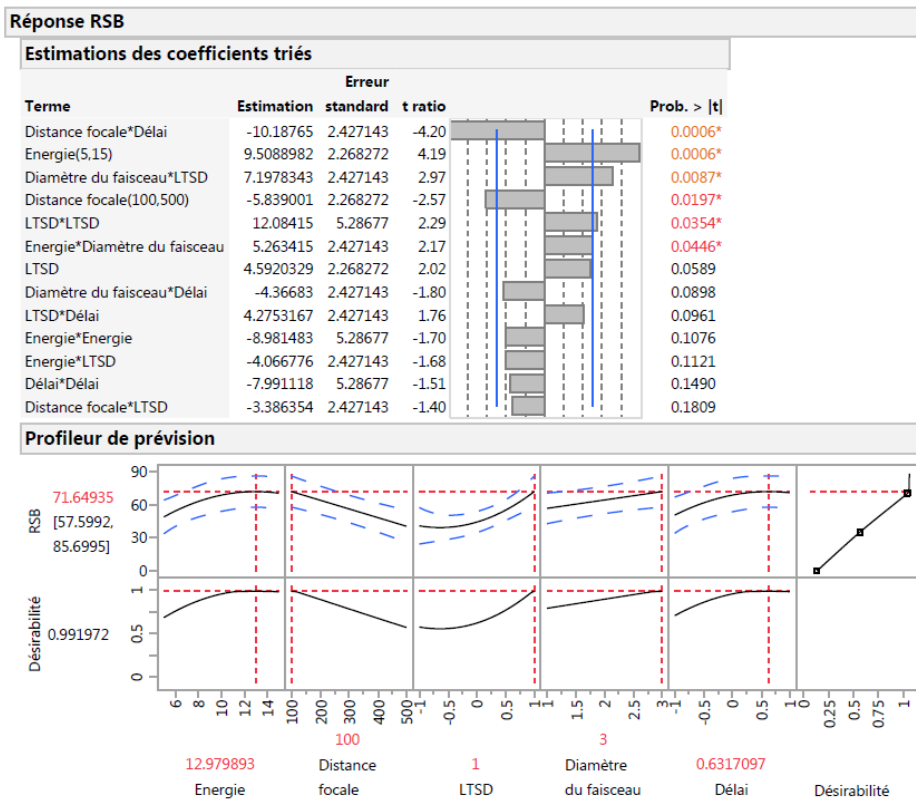 Réponse RSB
Estimations des coefficients triés
Erreur
Terme Estimation standard t ratio Prob. > |t|
Distance focale*Délai -10.18765 2.427143 -4.20 0.0006*
Energie(5,15) 9.5088982 2.268272 4.19 0.0006*
Diamètre du faisceau*LTSD 7.1978343 2.427143 2.97 0.0087*
Distance focale(100,500) -5.839001 2.268272 -2.57 0.0197*
LTSD*LTSD 12.08415 5.28677 2.29 0.0354*
Energie*Diamètre du faisceau 5.263415 2.427143 2.17 0.0446*
LTSD 4.5920329 2.268272 2.02 0.0589
Diamètre du faisceau*Délai -4.36683 2.427143 -1.80 0.0898
LTSD*Délai 4.2753167 2.427143 1.76 0.0961
Energie*Energie -8.981483 5.28677 -1.70 0.1076
Energie*LTSD -4.066776 2.427143 -1.68 0.1121
Délai*Délai -7.991118 5.28677 -1.51 0.1490
Distance focale*LTSD -3.386354 2.427143 -1.40 0.1809
Profileur de prévision
RSB
71.64935
[57.5992,
85.6995]
90
60
30
0
Désirabilité
0.991972
1
0.5
0
6 8 10 12 14
100 200 300 400 500
-1 -0.5 0 0.5 1
1 1.5 2 2.5 3
-1 -0.5 0 0.5 1
0 0.25 0.5 0.75 1
100 3
12.979893 Distance 1 Diamètre 0.6317097
Energie focale LTSD du faisceau Délai Désirabilité